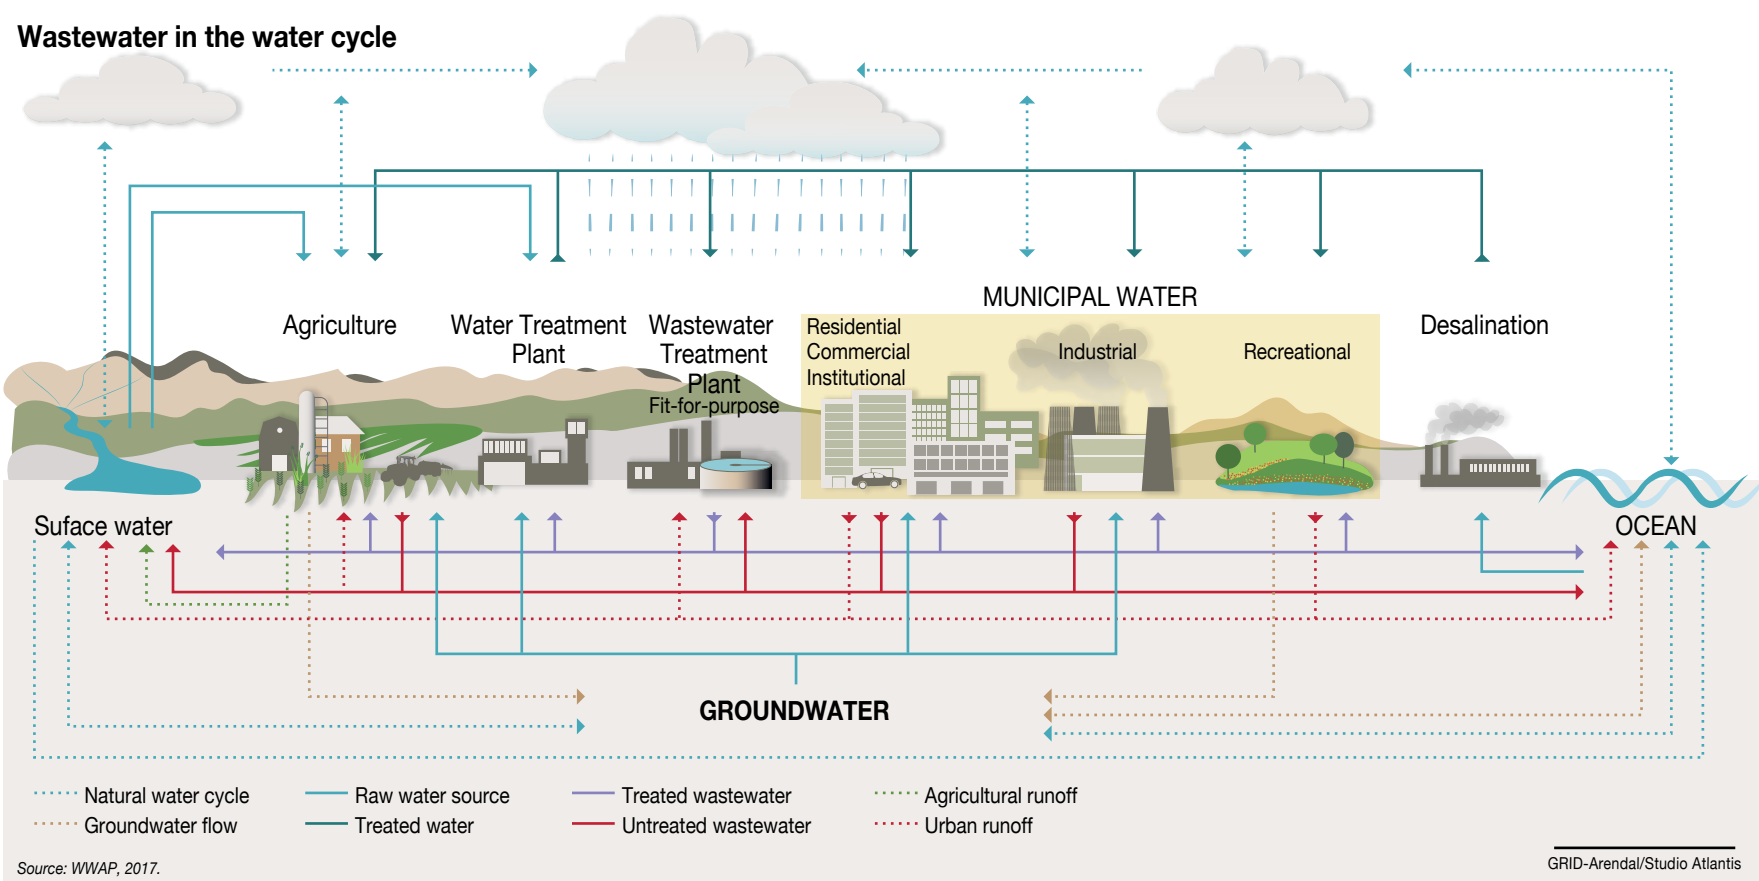 Wastewater in the water cycle
MUNICIPAL WATER
Agriculture
Water Treatment
Plant
Wastewater
Treatment
Plant
Fit-for-purpose
Residential
Commercial
Institutional
Industrial
Recreational
Desalination
Suface water
OCEAN
GROUNDWATER
Natural water cycle
Raw water source
Treated wastewater
Agricultural runoff
Groundwater flow
Treated water
Untreated wastewater
Urban runoff
Source: WWAP, 2017.
GRID-Arendal/Studio Atlantis